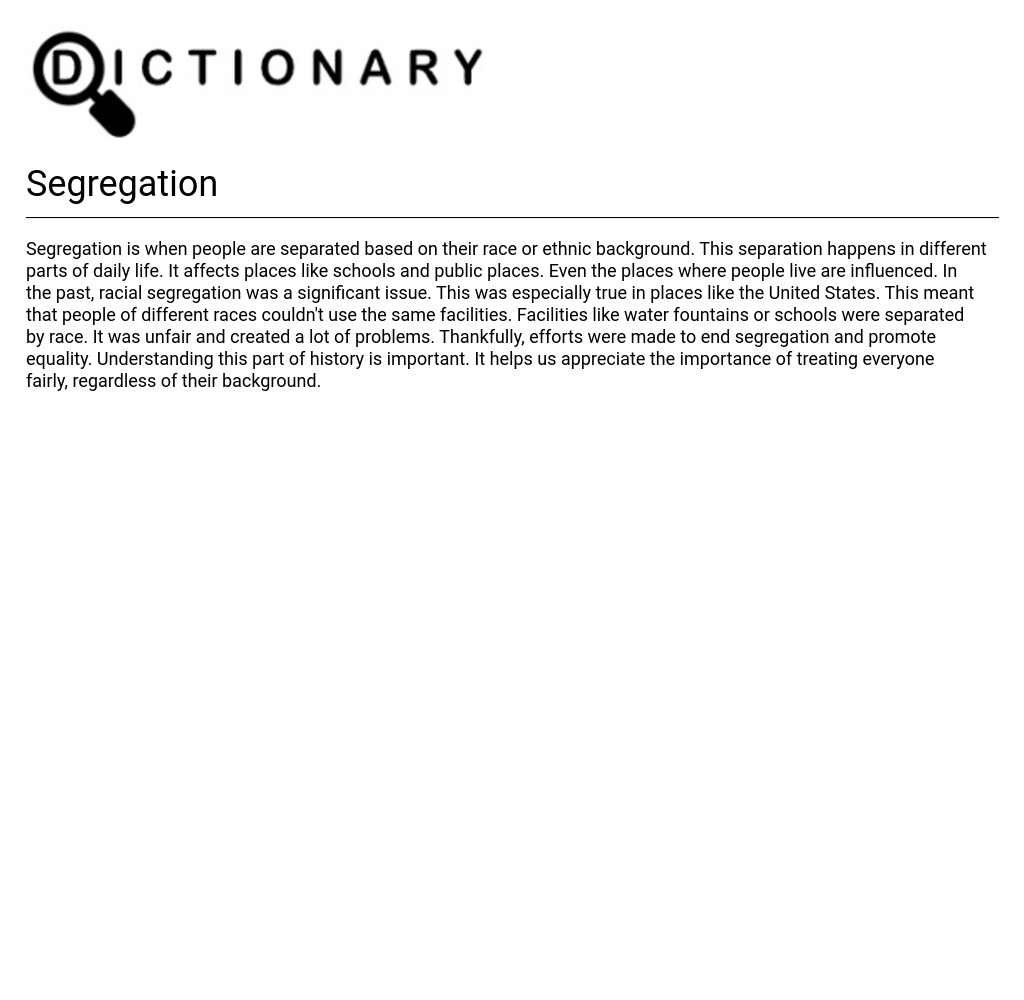 DICTIONARY
Segregation
Segregation is when people are separated based on their race or ethnic background. This separation happens in different
parts of daily life. It affects places like schools and public places. Even the places where people live are influenced. In
the past, racial segregation was a significant issue. This was especially true in places like the United States. This meant
that people of different races couldn't use the same facilities. Facilities like water fountains or schools were separated
by race. It was unfair and created a lot of problems. Thankfully, efforts were made to end segregation and promote
equality. Understanding this part of history is important. It helps us appreciate the importance of treating everyone
fairly, regardless of their background.